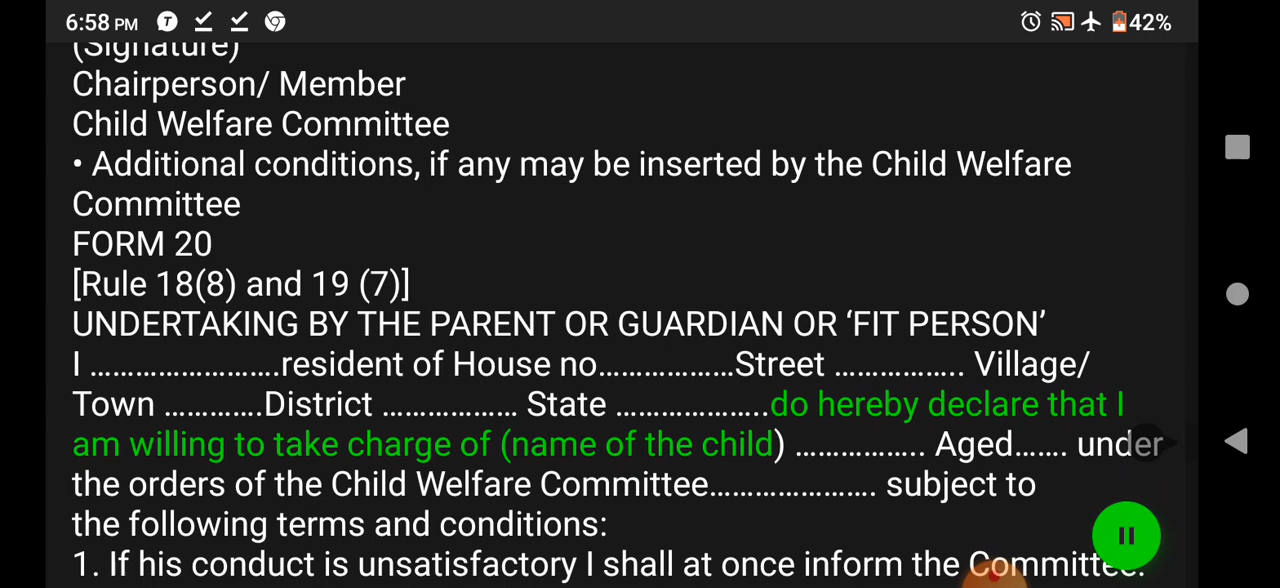 6:58 PM
42%
(Signature)
Chairperson/ Member
Child Welfare Committee
• Additional conditions, if any may be inserted by the Child Welfare
Committee
FORM 20
[Rule 18(8) and 19 (7)]
UNDERTAKING BY THE PARENT OR GUARDIAN OR ‘FIT PERSON’
I …………………….resident of House no………………Street …………….. Village/
Town ………….District ……………… State ………………..do hereby declare that I
am willing to take charge of (name of the child) …………….. Aged……. under
the orders of the Child Welfare Committee…………………. subject to
the following terms and conditions:
1. If his conduct is unsatisfactory I shall at once inform the Committee.